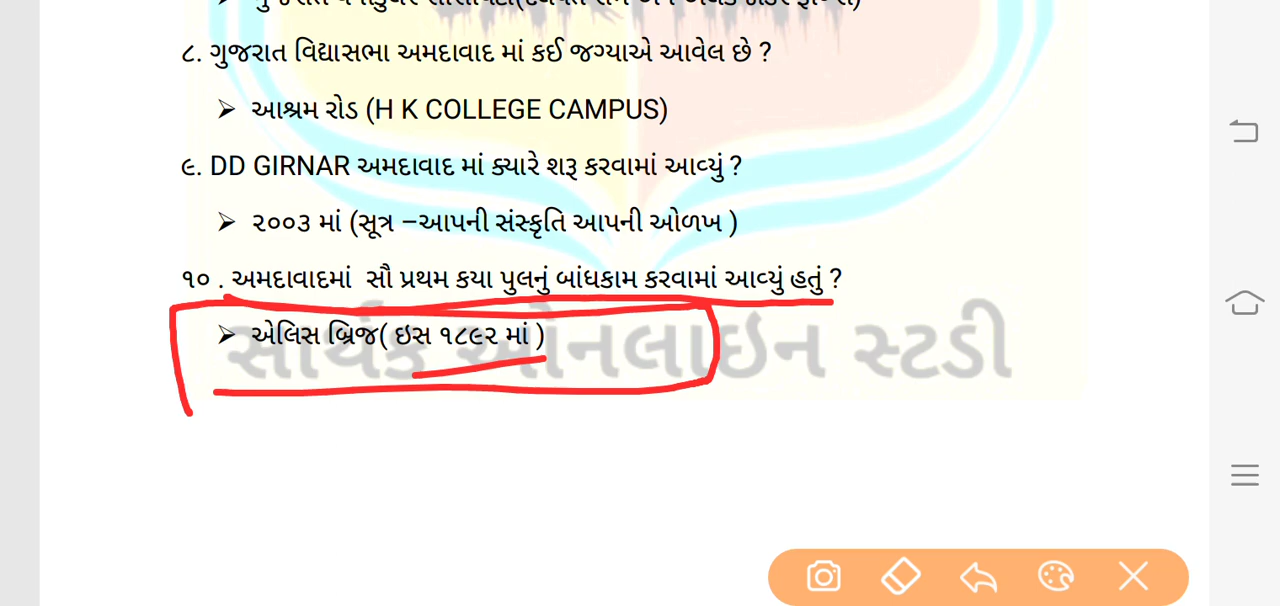 ૮. ગુજરાત વિદ્યાસભા અમદાવાદ માં કઈ જગ્યાએ આવેલ છે ?
➢ આશ્રમ રોડ (H K COLLEGE CAMPUS)
૯. DD GIRNAR અમદાવાદ માં ક્યારે શરૂ કરવામાં આવ્યું ?
➢ ૨૦૦૩ માં (સૂત્ર –આપની સંસ્કૃતિ આપની ઓળખ )
૧૦ . અમદાવાદમાં સૌ પ્રથમ કયા પુલનું બાંધકામ કરવામાં આવ્યું હતું ?
➢ એલિસ બ્રિજ( ઇસ ૧૮૯૨ માં )
સાર્થક ઓનલાઇન સ્ટડી